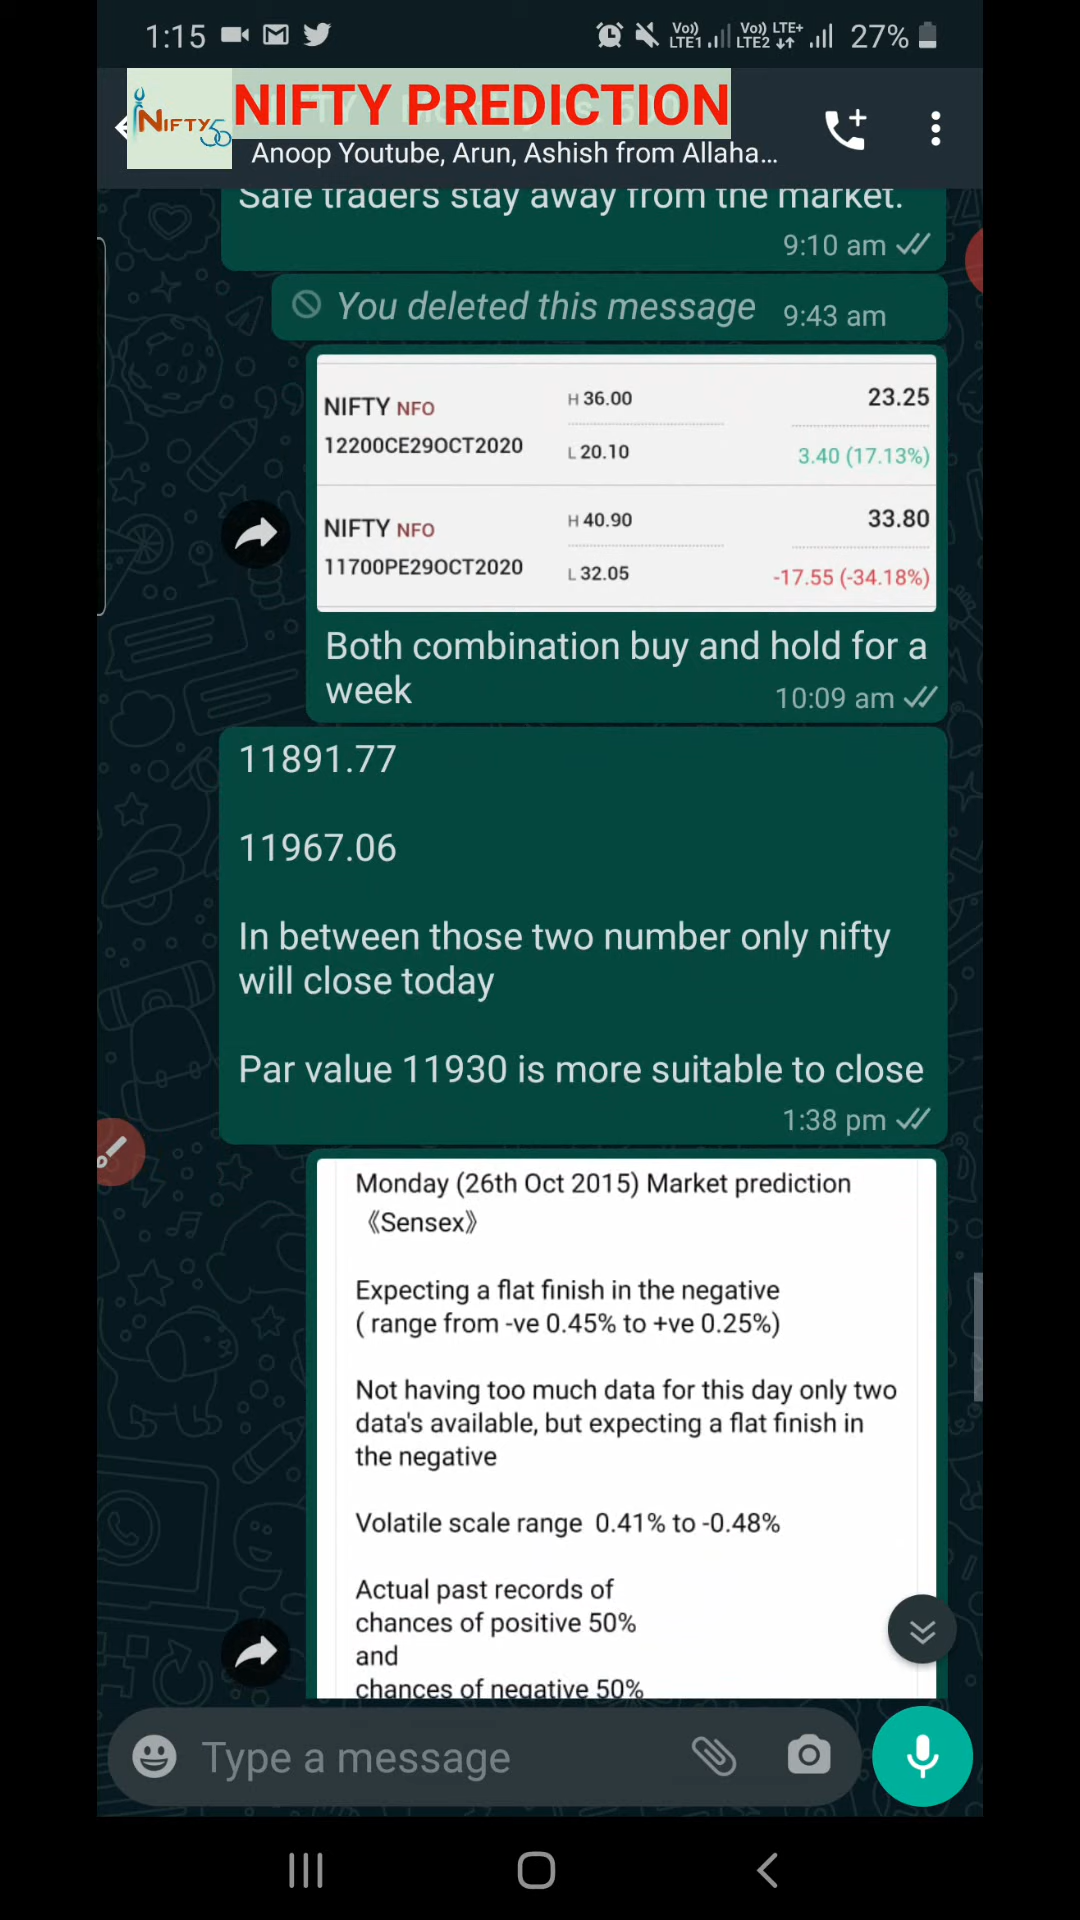 1:15 Vo)) LTE1 Vo)) LTE+ LTE2 27%
NIFTY50 NIFTY PREDICTION
Anoop Youtube, Arun, Ashish from Allaha...
Safe traders stay away from the market.
9:10 am
You deleted this message 9:43 am
NIFTY NFO H 36.00 23.25
12200CE29OCT2020 L 20.10 3.40 (17.13%)
NIFTY NFO H 40.90 33.80
11700PE29OCT2020 L 32.05 -17.55 (-34.18%)
Both combination buy and hold for a
week 10:09 am
11891.77
11967.06
In between those two number only nifty
will close today
Par value 11930 is more suitable to close
1:38 pm
Monday (26th Oct 2015) Market prediction
《Sensex》
Expecting a flat finish in the negative
( range from -ve 0.45% to +ve 0.25%)
Not having too much data for this day only two
data's available, but expecting a flat finish in
the negative
Volatile scale range 0.41% to -0.48%
Actual past records of
chances of positive 50%
and
chances of negative 50%
Type a message